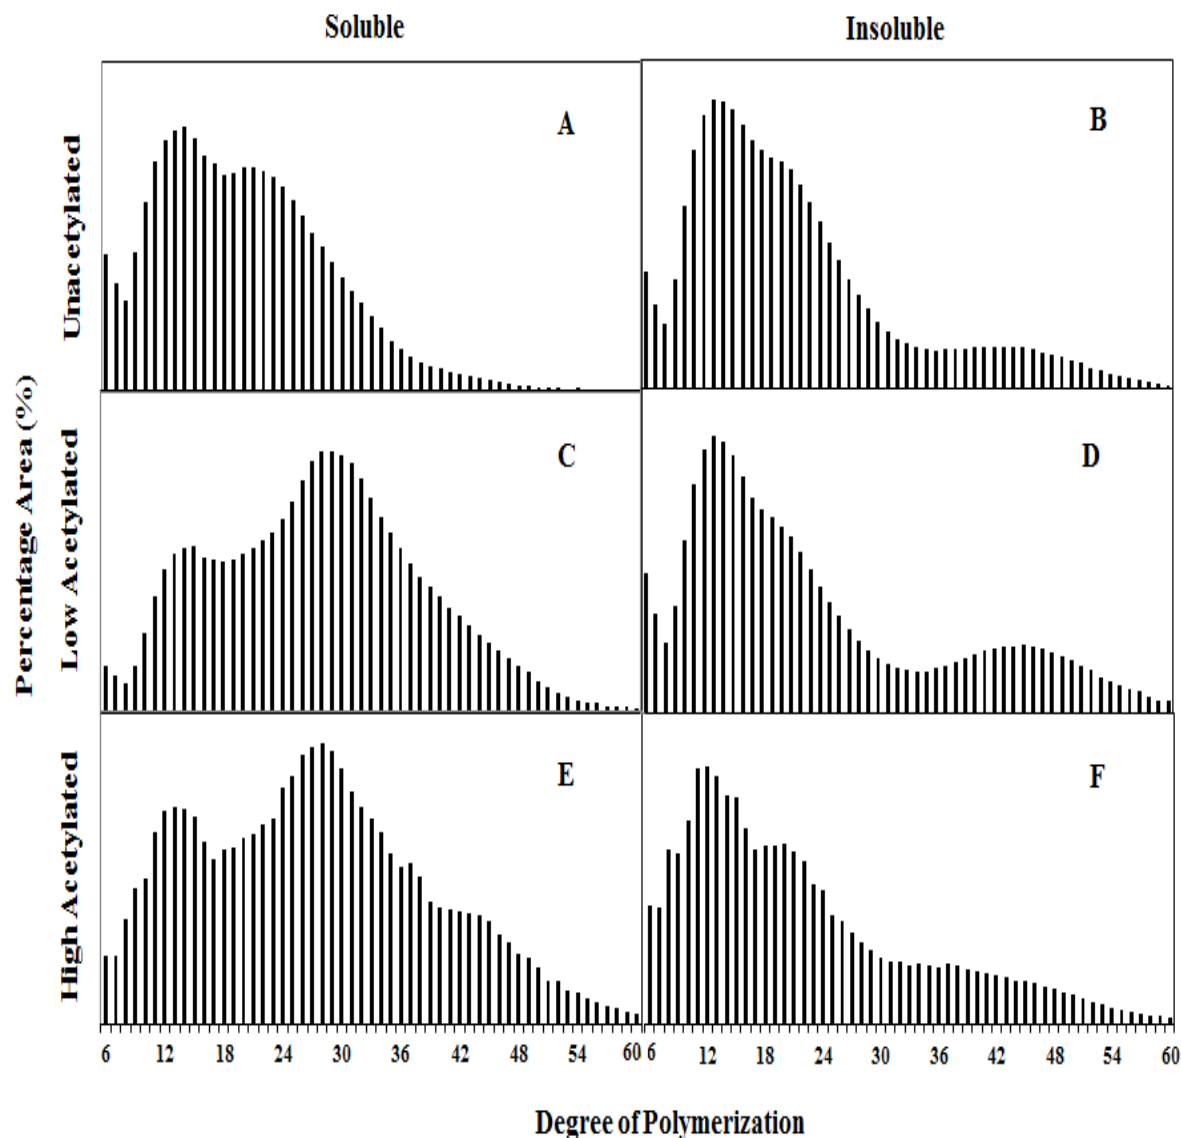 Soluble
Insoluble
Unacetylated
A
B
Percentage Area (%)
Low Acetylated
C
D
High Acetylated
E
F
6 12 18 24 30 36 42 48 54 60
6 12 18 24 30 36 42 48 54 60
Degree of Polymerization